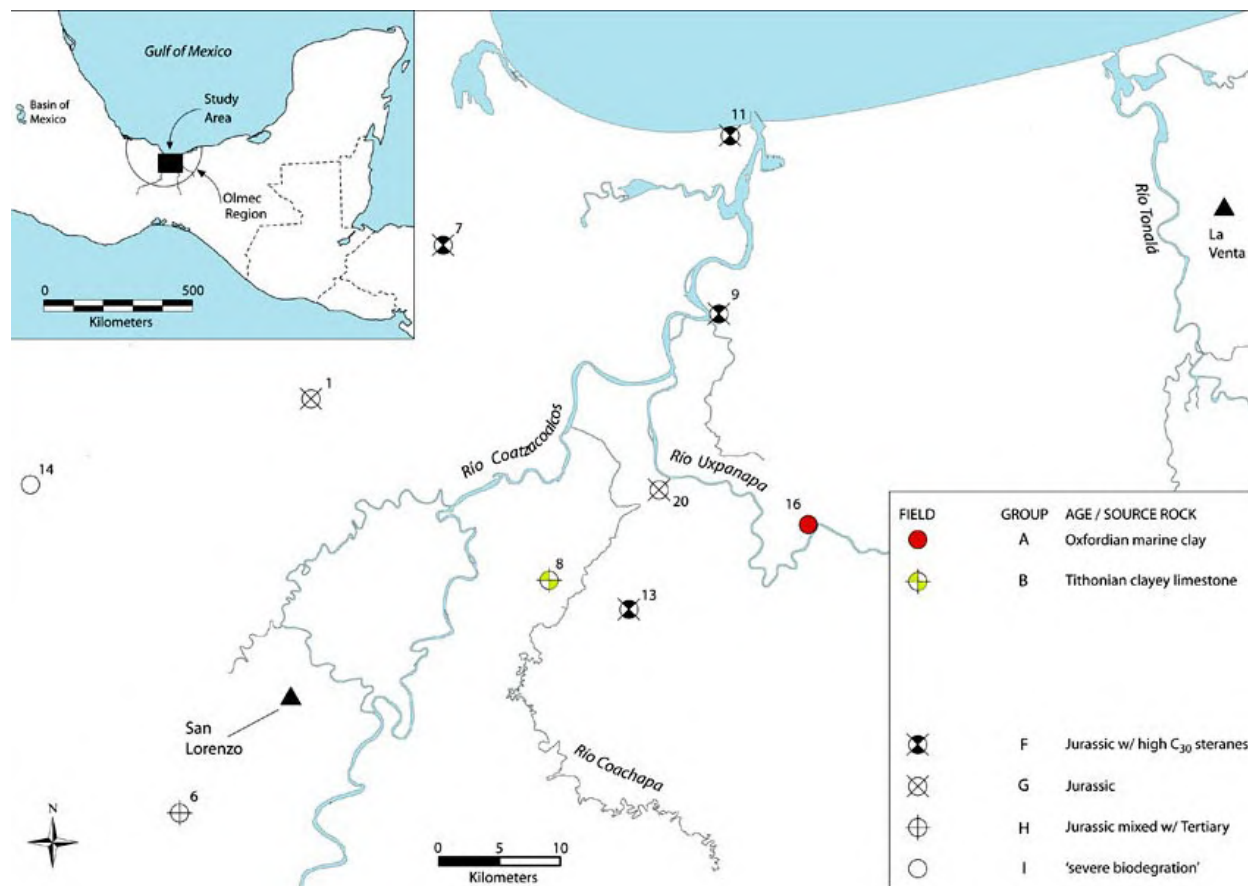 Gulf of Mexico
Basin of
Mexico
Study
Area
Olmec
Region
0 500
Kilometers
11
7
9
1
14
Río Coatzacoalcos
Río Uxpanapa
Río Tonalá
La
Venta
20
16
8
13
San
Lorenzo
Río Coachapa
6
N
0 5 10
Kilometers
FIELD GROUP AGE / SOURCE ROCK
A Oxfordian marine clay
B Tithonian clayey limestone
F Jurassic w/ high C30 steranes
G Jurassic
H Jurassic mixed w/ Tertiary
I 'severe biodegration'